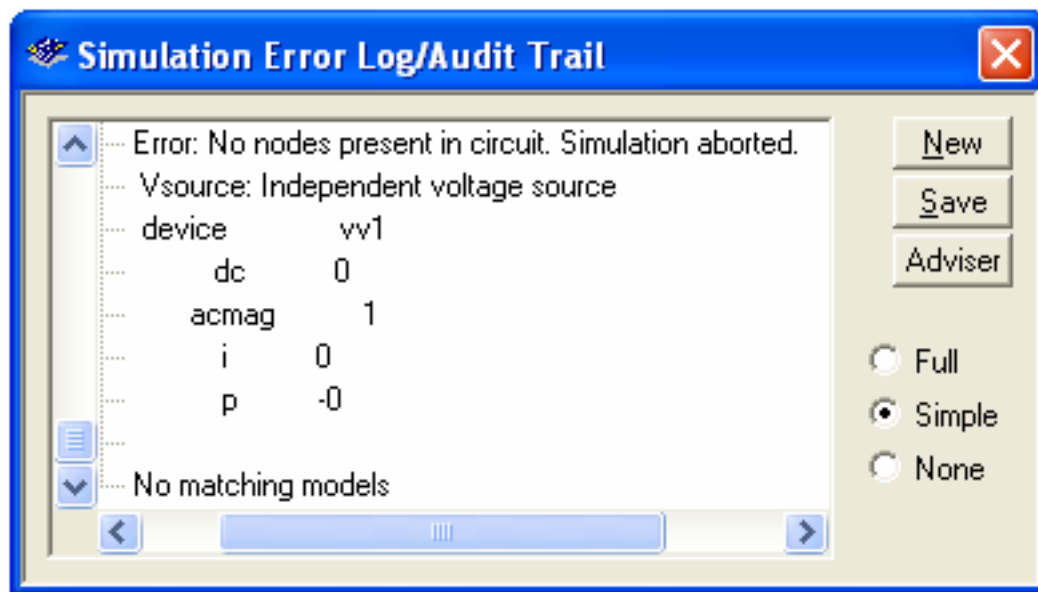 Simulation Error Log/Audit Trail
Error: No nodes present in circuit. Simulation aborted.
Vsource: Independent voltage source
device vv1
dc 0
acmag 1
i 0
p -0
No matching models
New
Save
Adviser
Full
Simple
None